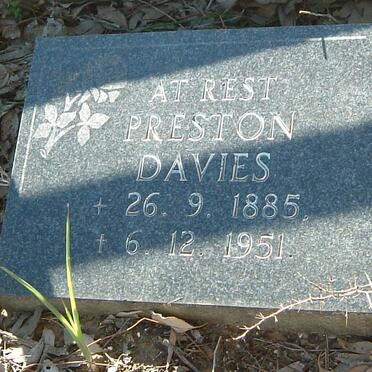 AT REST
PRESTON
DAVIES
+ 26. 9. 1885.
† 6. 12. 1951.